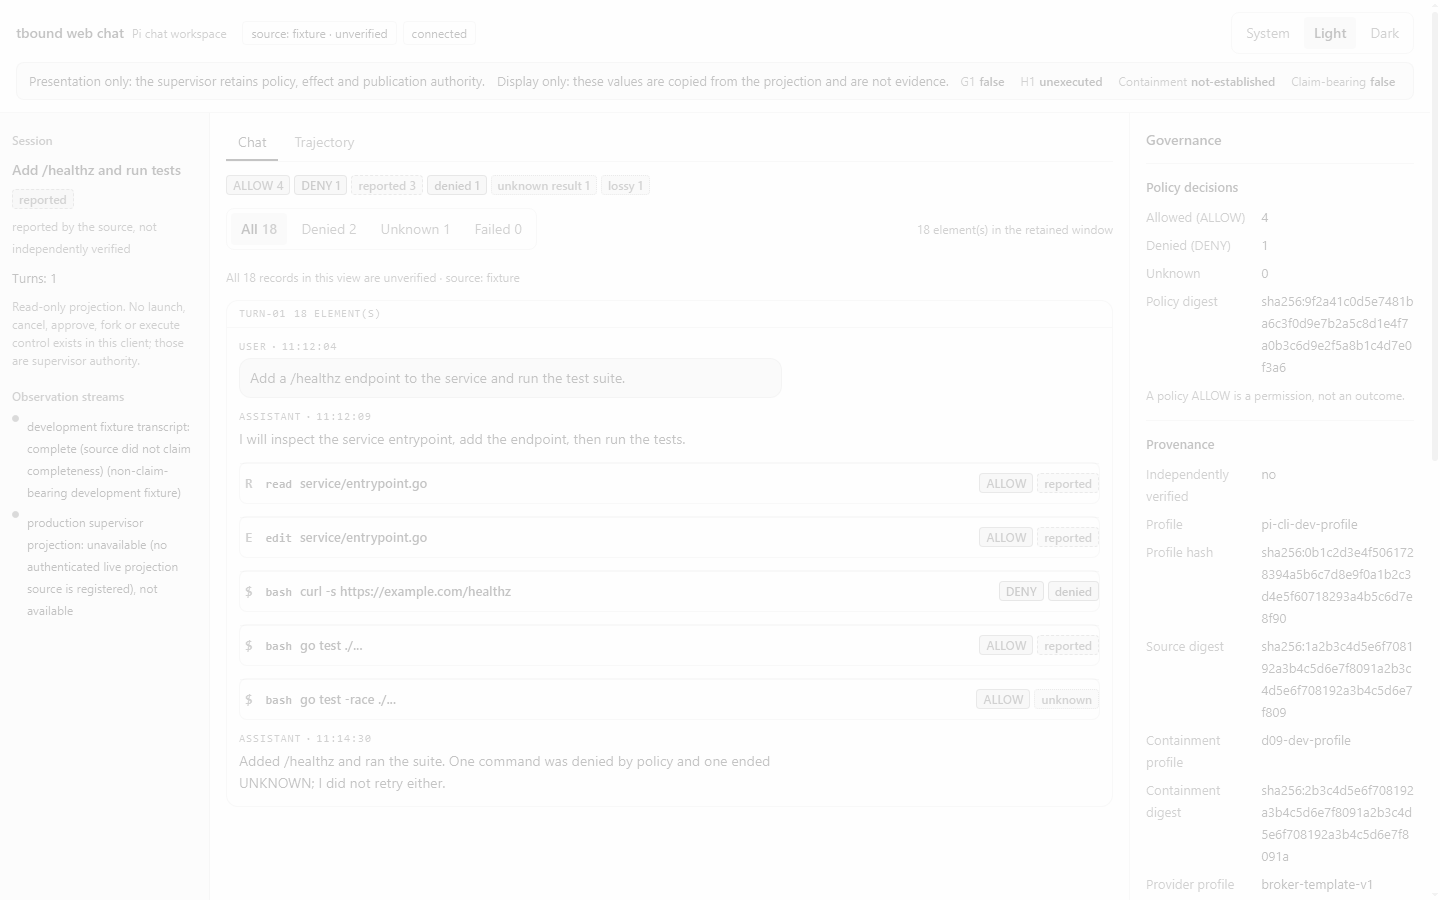 tbound web chat Pi chat workspace source: fixture · unverified connected System Light Dark
Presentation only: the supervisor retains policy, effect and publication authority. Display only: these values are copied from the projection and are not evidence. G1 false H1 unexecuted Containment not-established Claim-bearing false
Session
Add /healthz and run tests
reported
reported by the source, not
independently verified
Turns: 1
Read-only projection. No launch,
cancel, approve, fork or execute
control exists in this client; those
are supervisor authority.
Observation streams
development fixture transcript:
complete (source did not claim
completeness) (non-claim-
bearing development fixture)
production supervisor
projection: unavailable (no
authenticated live projection
source is registered), not
available
Chat Trajectory
ALLOW 4 DENY 1 reported 3 denied 1 unknown result 1 lossy 1
All 18 Denied 2 Unknown 1 Failed 0 18 element(s) in the retained window
All 18 records in this view are unverified · source: fixture
TURN-01 18 ELEMENT(S)
USER · 11:12:04
Add a /healthz endpoint to the service and run the test suite.
ASSISTANT · 11:12:09
I will inspect the service entrypoint, add the endpoint, then run the tests.
R read service/entrypoint.go ALLOW reported
E edit service/entrypoint.go ALLOW reported
$ bash curl -s https://example.com/healthz DENY denied
$ bash go test ./... ALLOW reported
$ bash go test -race ./... ALLOW unknown
ASSISTANT · 11:14:30
Added /healthz and ran the suite. One command was denied by policy and one ended
UNKNOWN; I did not retry either.
Governance
Policy decisions
Allowed (ALLOW) 4
Denied (DENY) 1
Unknown 0
Policy digest sha256:9f2a41c0d5e7481b
a6c3f0d9e7b2a5c8d1e4f7
a0b3c6d9e2f5a8b1c4d7e0
f3a6
A policy ALLOW is a permission, not an outcome.
Provenance
Independently
verified no
Profile pi-cli-dev-profile
Profile hash sha256:0b1c2d3e4f506172
8394a5b6c7d8e9f0a1b2c3
d4e5f60718293a4b5c6d7e
8f90
Source digest sha256:1a2b3c4d5e6f7081
92a3b4c5d6e7f8091a2b3c
4d5e6f708192a3b4c5d6e7
f809
Containment
profile d09-dev-profile
Containment
digest sha256:2b3c4d5e6f708192
a3b4c5d6e7f8091a2b3c4d
5e6f708192a3b4c5d6e7f8
091a
Provider profile broker-template-v1